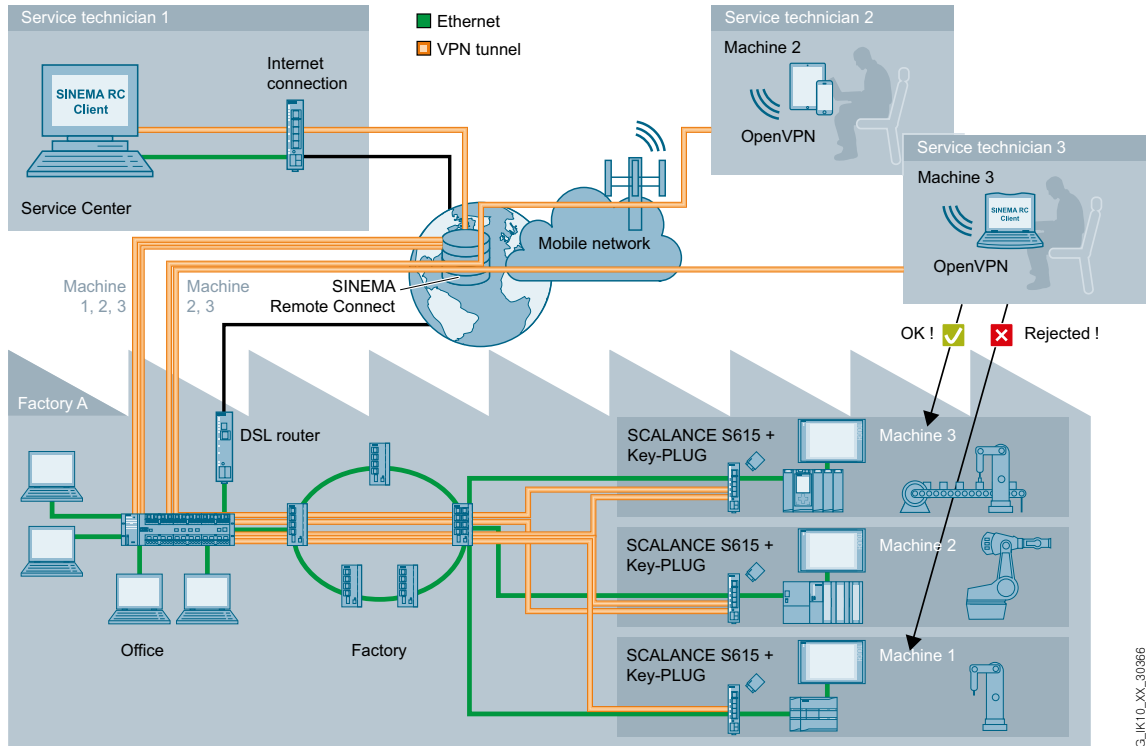 Service technician 1
Ethernet
VPN tunnel
Internet
connection
SINEMA RC
Client
Service Center
Service technician 2
Machine 2
OpenVPN
Service technician 3
Machine 3
SINEMA RC
Client
OpenVPN
Mobile network
Machine
1, 2, 3
Machine
2, 3
SINEMA
Remote Connect
OK !
Rejected !
Factory A
DSL router
SCALANCE S615 +
Key-PLUG
Machine 3
SCALANCE S615 +
Key-PLUG
Machine 2
SCALANCE S615 +
Key-PLUG
Machine 1
Office
Factory
G_IK10_XX_30366